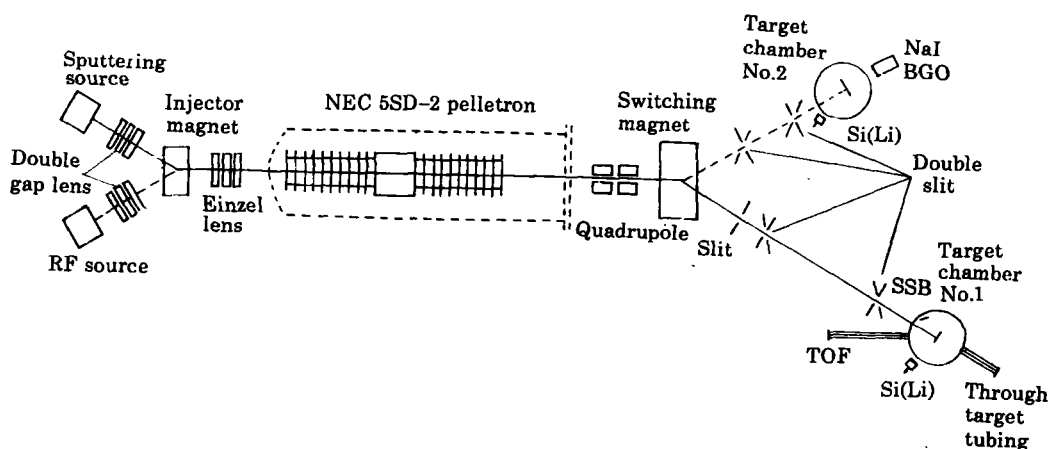 Sputtering
source
Injector
magnet
NEC 5SD-2 pelletron
Switching
magnet
Target
chamber
No.2
NaI
BGO
Si(Li)
Double
gap lens
Einzel
lens
RF source
Quadrupole
Slit
Double
slit
SSB
Target
chamber
No.1
TOF
Si(Li)
Through
target
tubing